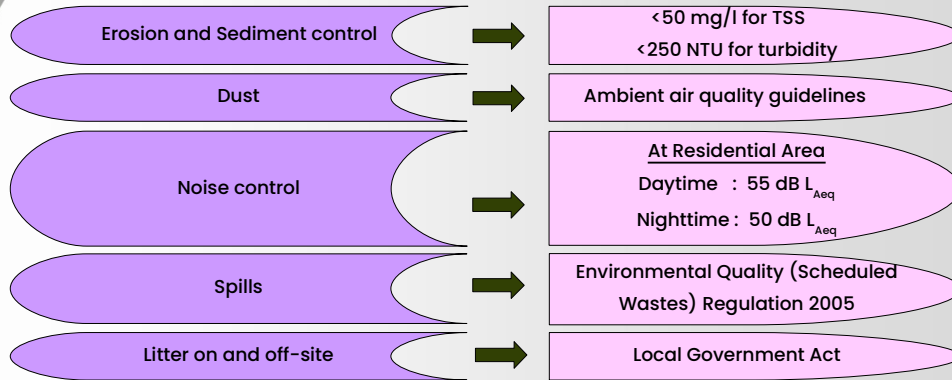 Erosion and Sediment control
<50 mg/l for TSS
<250 NTU for turbidity
Dust
Ambient air quality guidelines
Noise control
At Residential Area
Daytime : 55 dB LAeq
Nighttime : 50 dB LAeq
Spills
Environmental Quality (Scheduled
Wastes) Regulation 2005
Litter on and off-site
Local Government Act